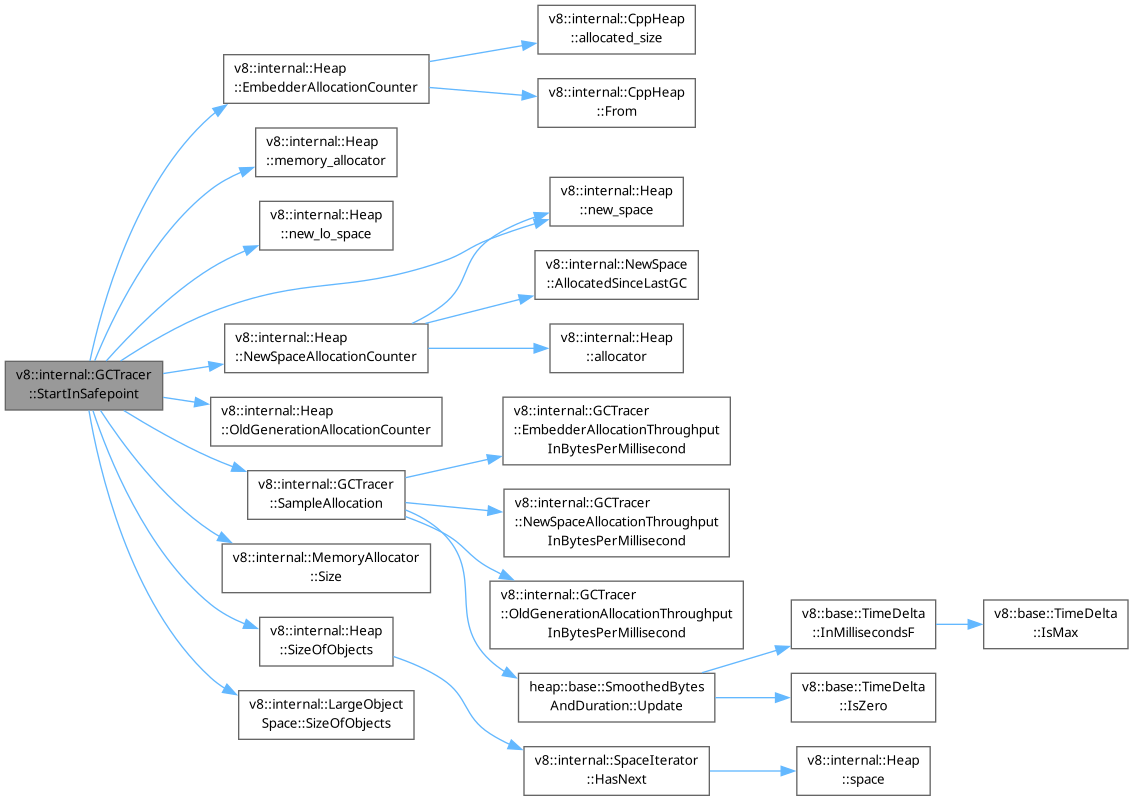 v8::internal::GCTracer
::StartInSafepoint
v8::internal::Heap
::EmbedderAllocationCounter
v8::internal::CppHeap
::allocated_size
v8::internal::CppHeap
::From
v8::internal::Heap
::memory_allocator
v8::internal::Heap
::new_lo_space
v8::internal::Heap
::new_space
v8::internal::Heap
::NewSpaceAllocationCounter
v8::internal::NewSpace
::AllocatedSinceLastGC
v8::internal::Heap
::allocator
v8::internal::Heap
::OldGenerationAllocationCounter
v8::internal::GCTracer
::SampleAllocation
v8::internal::GCTracer
::EmbedderAllocationThroughput
InBytesPerMillisecond
v8::internal::GCTracer
::NewSpaceAllocationThroughput
InBytesPerMillisecond
v8::internal::GCTracer
::OldGenerationAllocationThroughput
InBytesPerMillisecond
heap::base::SmoothedBytes
AndDuration::Update
v8::base::TimeDelta
::InMillisecondsF
v8::base::TimeDelta
::IsMax
v8::base::TimeDelta
::IsZero
v8::internal::MemoryAllocator
::Size
v8::internal::Heap
::SizeOfObjects
v8::internal::LargeObject
Space::SizeOfObjects
v8::internal::SpaceIterator
::HasNext
v8::internal::Heap
::space